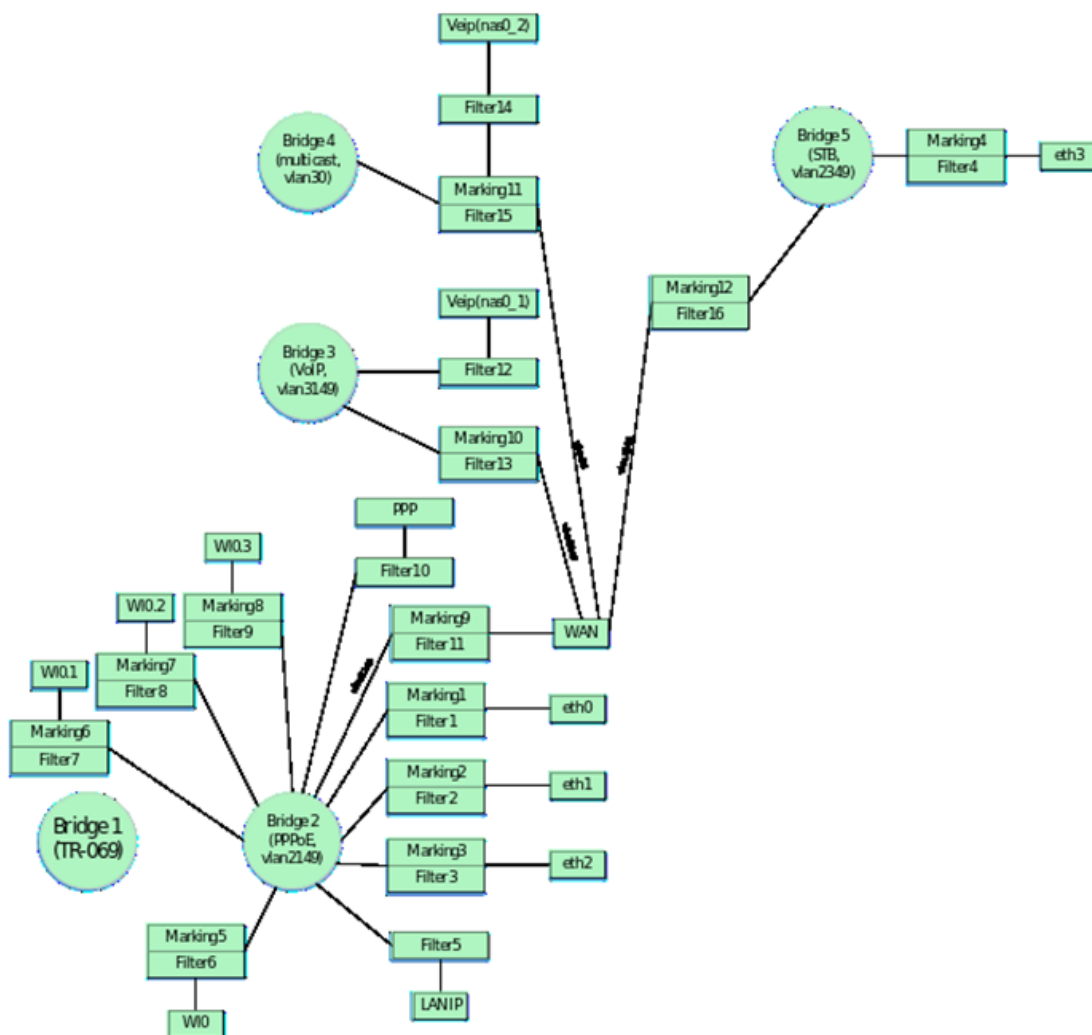 Veip(nas0_2)
Filter14
Bridge 4
(multicast,
vlan30)
Marking11
Filter15
Bridge 5
(STB,
vlan2349)
Marking4
Filter4
eth3
Marking12
Filter16
Veip(nas0_1)
Bridge 3
(VoIP,
vlan3149)
Filter12
Marking10
Filter13
PPP
Filter10
Wl0.3
Marking8
Filter9
Wl0.2
Marking7
Filter8
Wl0.1
Marking6
Filter7
Marking9
Filter11
WAN
Marking1
Filter1
eth0
Marking2
Filter2
eth1
Marking3
Filter3
eth2
Bridge 1
(TR-069)
Bridge 2
(PPPoE,
vlan2149)
Marking5
Filter6
Wl0
Filter5
LANIP